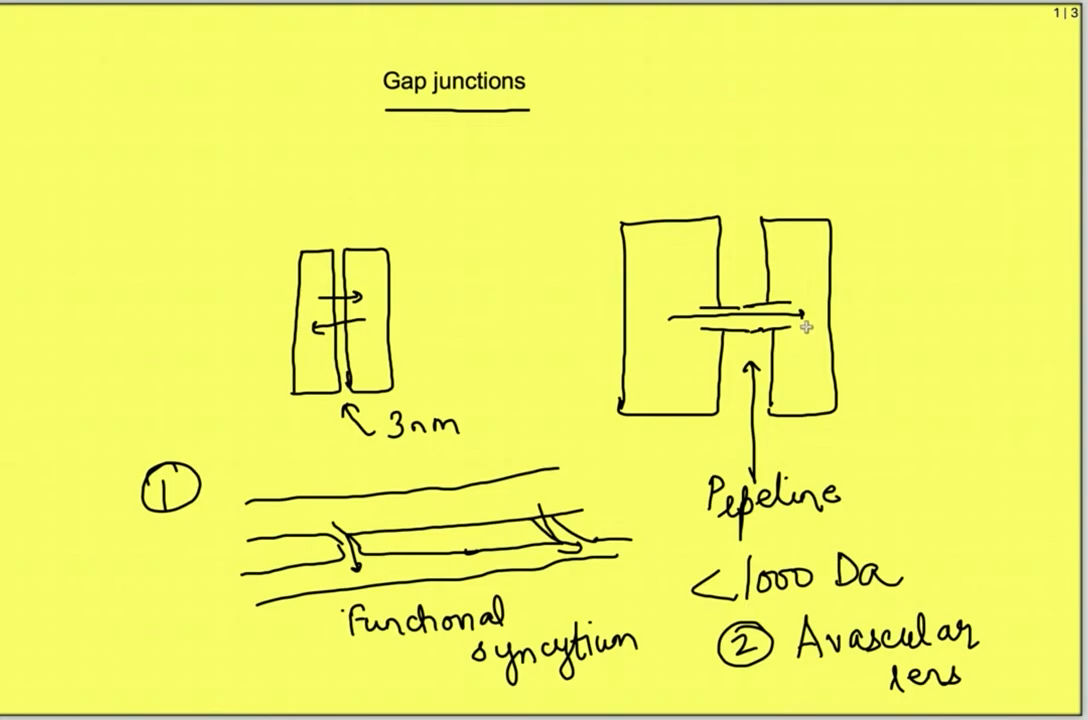 1 | 3
Gap junctions
3nm
Pepeline
<1000 Da
①
Functional
syncytium
② Avascular
lens